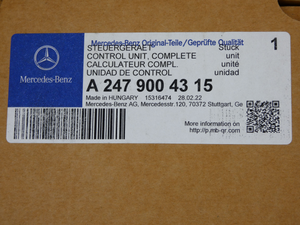 Mercedes-Benz Original-Teile/Geprüfte Qualität
STEUERGERAET Stück 1
CONTROL UNIT, COMPLETE unit
CALCULATEUR COMPL. unité
UNIDAD DE CONTROL unidad
Mercedes-Benz
A 247 900 43 15
Made in HUNGARY 15316474 28.02.22
Mercedes-Benz AG, Mercedesstr.120, 70372 Stuttgart, Ge
More information on
http://p.mb-qr.com